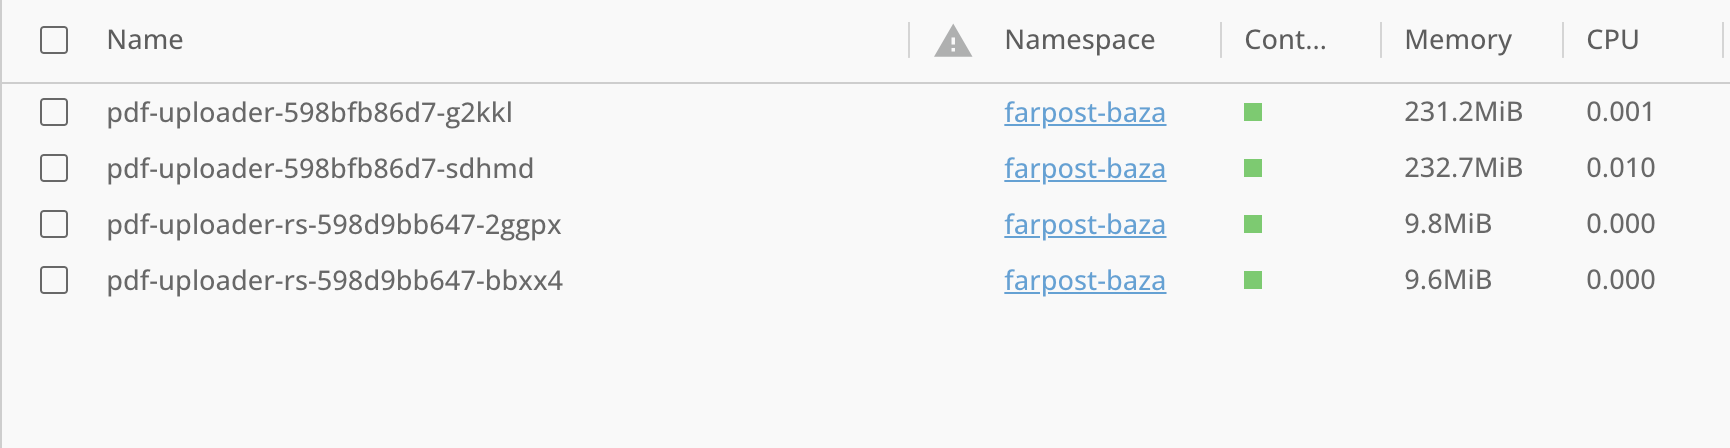 Name Namespace Cont... Memory CPU
pdf-uploader-598bfb86d7-g2kkl farpost-baza 231.2MiB 0.001
pdf-uploader-598bfb86d7-sdhmd farpost-baza 232.7MiB 0.010
pdf-uploader-rs-598d9bb647-2ggpx farpost-baza 9.8MiB 0.000
pdf-uploader-rs-598d9bb647-bbxx4 farpost-baza 9.6MiB 0.000